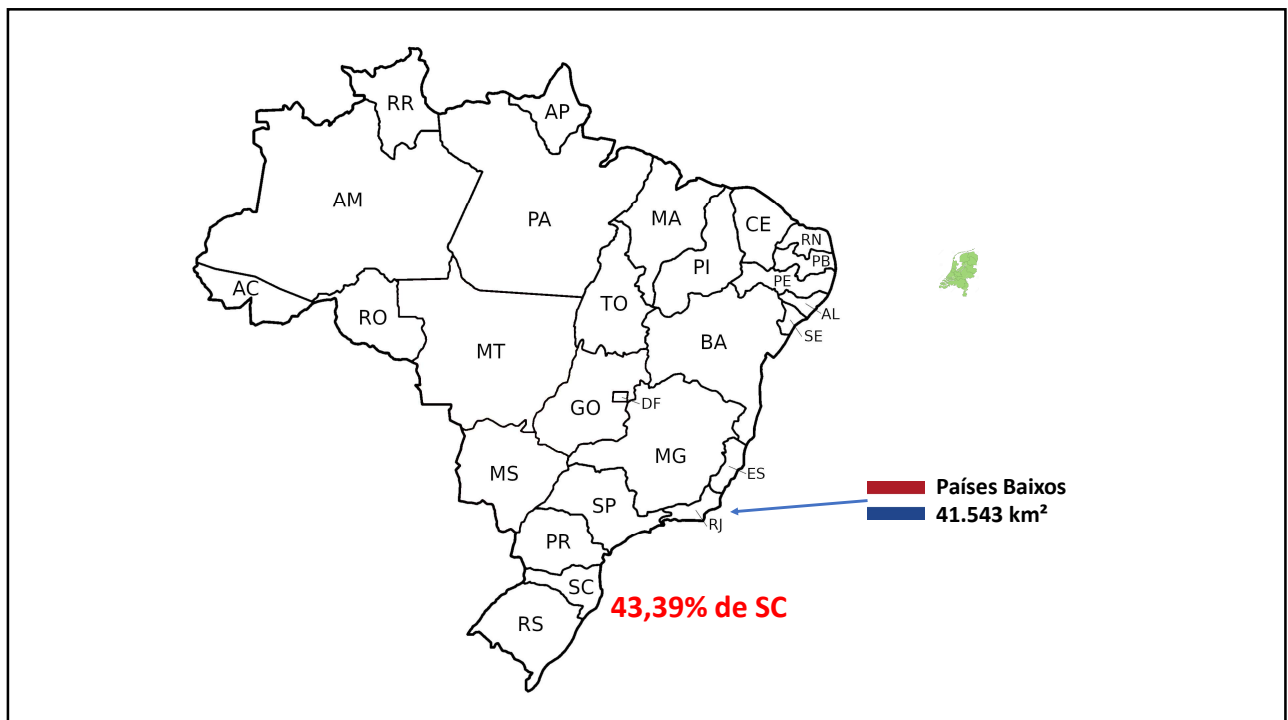 RR
AP
AM
PA
MA
CE
RN
PB
PI
PE
AC
TO
AL
RO
SE
BA
MT
GO
DF
MG
MS
ES
Países Baixos
SP
41.543 km²
RJ
PR
SC
43,39% de SC
RS